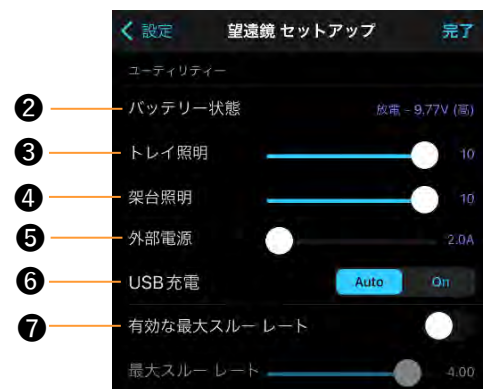 設定 望遠鏡 セットアップ 完了
ユーティリティー
❷ バッテリー状態 放電 - 9.77V (高)
❸ トレイ照明 10
❹ 架台照明 10
❺ 外部電源 2.0A
❻ USB充電 Auto On
❼ 有効な最大スルー レート
最大スルー レート 4.00